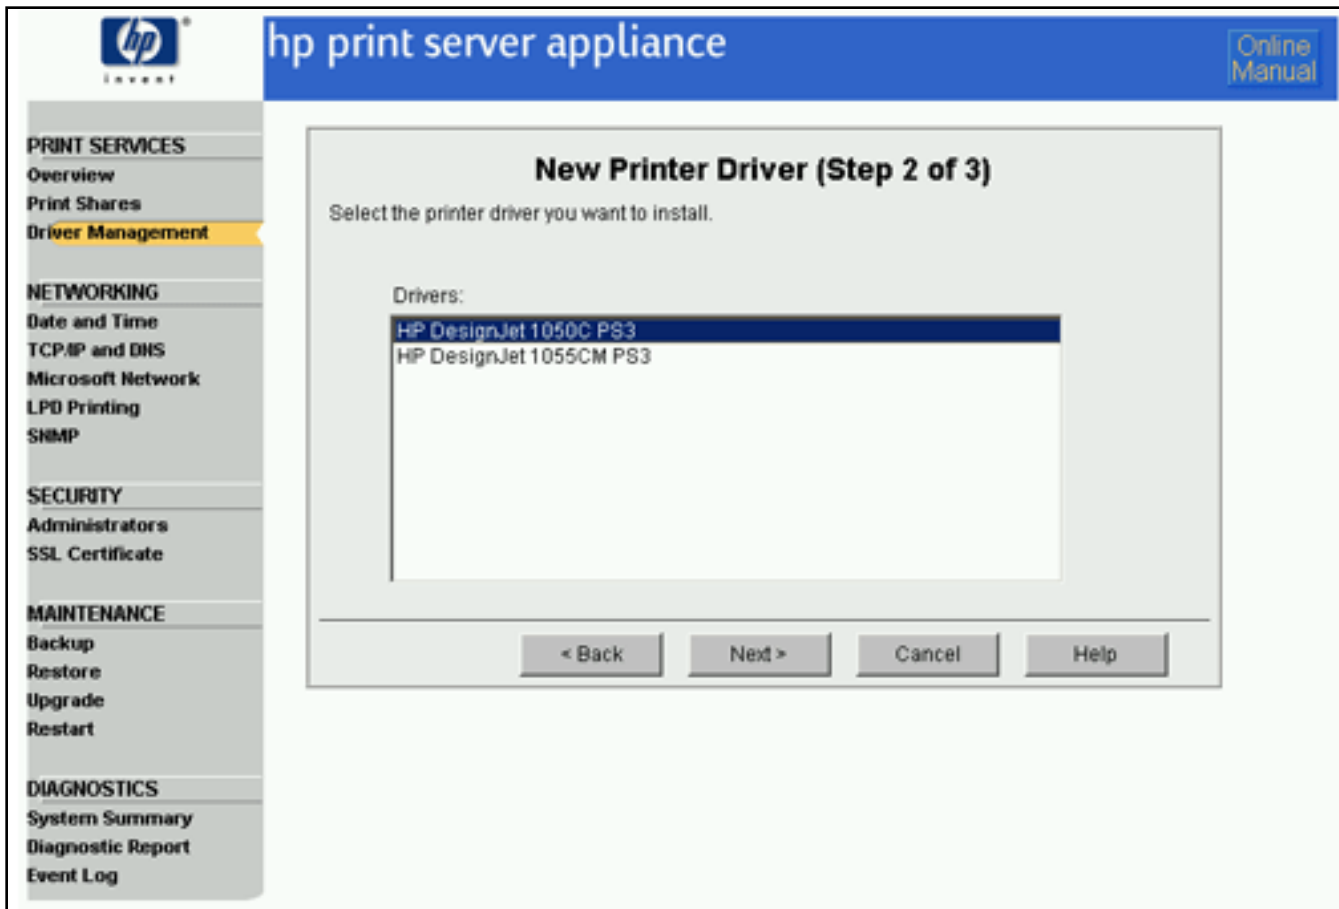 hp
invent
hp print server appliance
Online
Manual
PRINT SERVICES
Overview
Print Shares
Driver Management
NETWORKING
Date and Time
TCP/IP and DNS
Microsoft Network
LPD Printing
SNMP
SECURITY
Administrators
SSL Certificate
MAINTENANCE
Backup
Restore
Upgrade
Restart
DIAGNOSTICS
System Summary
Diagnostic Report
Event Log
New Printer Driver (Step 2 of 3)
Select the printer driver you want to install.
Drivers:
HP DesignJet 1050C PS3
HP DesignJet 1055CM PS3
< Back
Next >
Cancel
Help